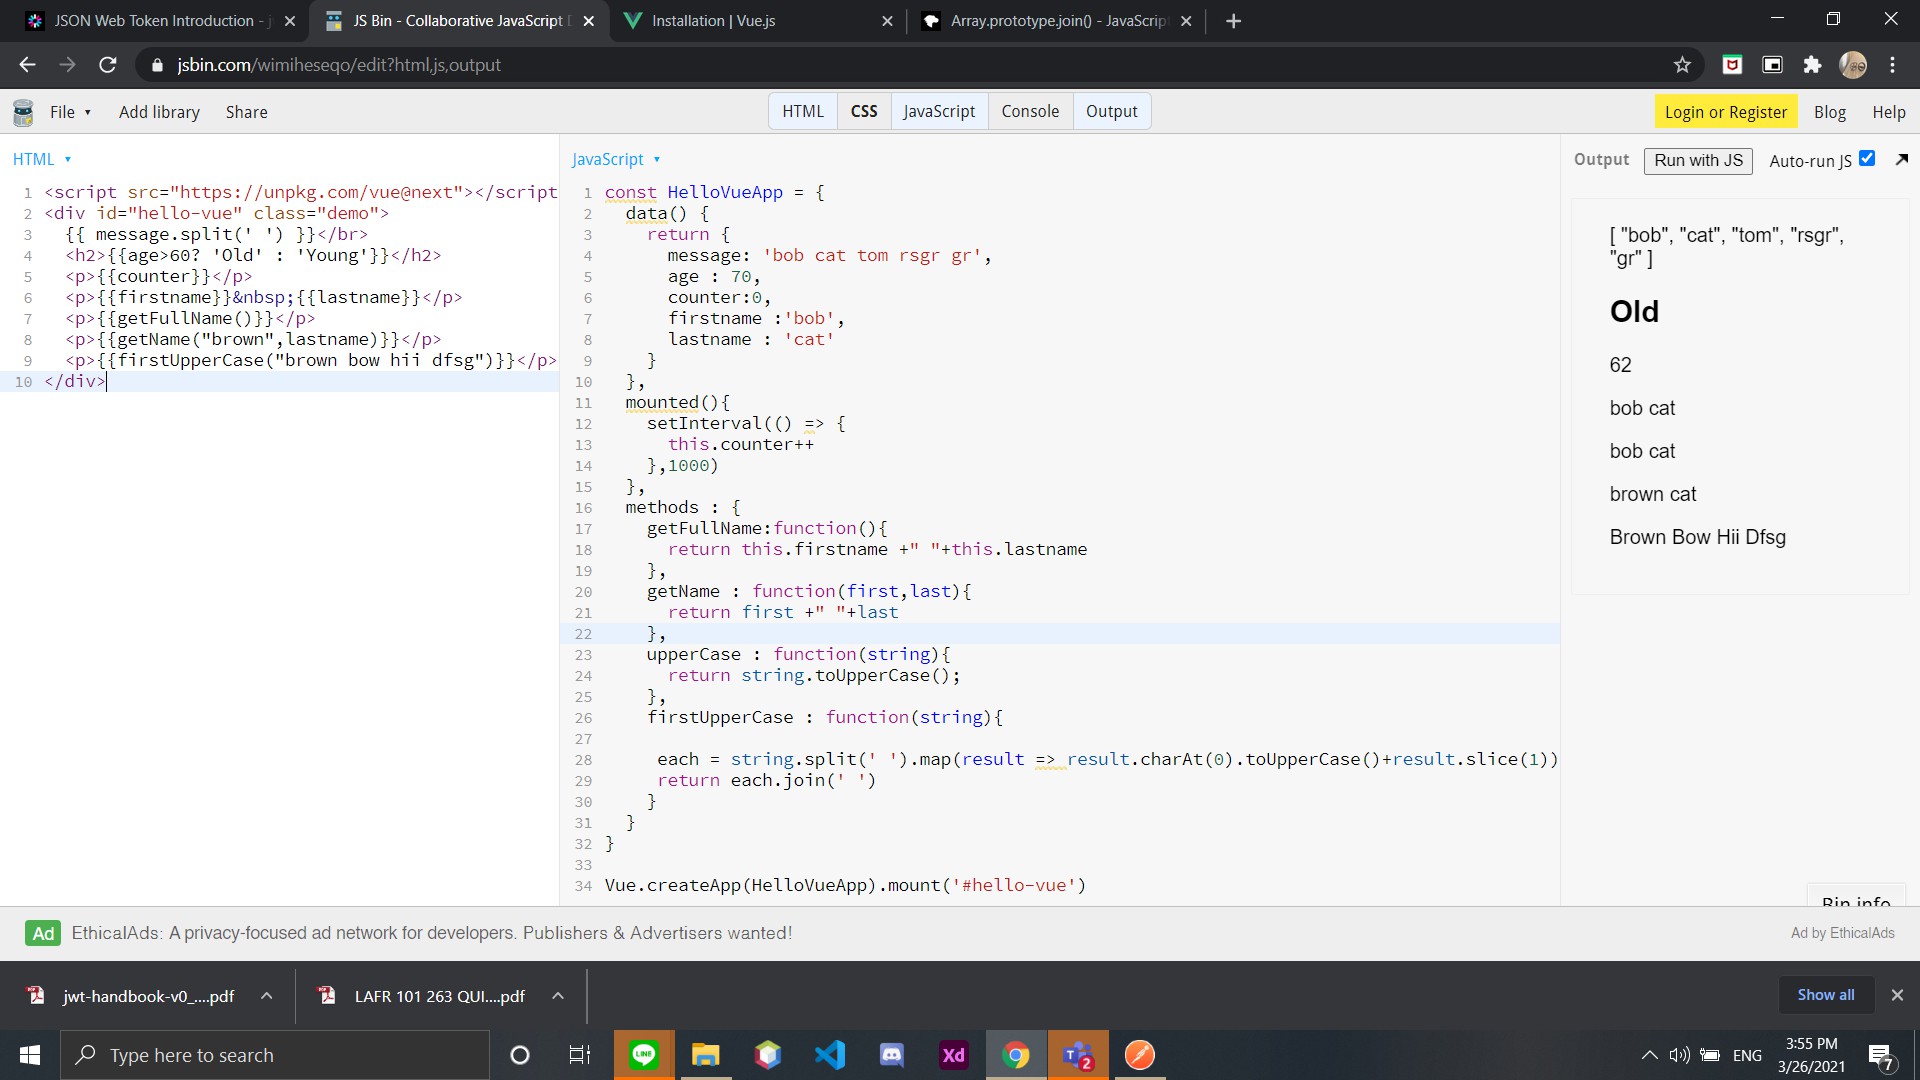 JSON Web Token Introduction - j
JS Bin - Collaborative JavaScript D
Installation | Vue.js
Array.prototype.join() - JavaScrip
jsbin.com/wimiheseqo/edit?html,js,output
File
Add library
Share
HTML
CSS
JavaScript
Console
Output
Login or Register
Blog
Help
HTML
1 <script src="https://unpkg.com/vue@next"></script
2 <div id="hello-vue" class="demo">
3 {{ message.split(' ') }}</br>
4 <h2>{{age>60? 'Old' : 'Young'}}</h2>
5 <p>{{counter}}</p>
6 <p>{{firstname}}&nbsp;{{lastname}}</p>
7 <p>{{getFullName()}}</p>
8 <p>{{getName("brown",lastname)}}</p>
9 <p>{{firstUpperCase("brown bow hii dfsg")}}</p>
10 </div>
JavaScript
1 const HelloVueApp = {
2 data() {
3 return {
4 message: 'bob cat tom rsgr gr',
5 age : 70,
6 counter:0,
7 firstname :'bob',
8 lastname : 'cat'
9 }
10 },
11 mounted(){
12 setInterval(() => {
13 this.counter++
14 },1000)
15 },
16 methods : {
17 getFullName:function(){
18 return this.firstname +" "+this.lastname
19 },
20 getName : function(first,last){
21 return first +" "+last
22 },
23 upperCase : function(string){
24 return string.toUpperCase();
25 },
26 firstUpperCase : function(string){
27
28 each = string.split(' ').map(result => result.charAt(0).toUpperCase()+result.slice(1))
29 return each.join(' ')
30 }
31 }
32 }
33
34 Vue.createApp(HelloVueApp).mount('#hello-vue')
Output
Run with JS
Auto-run JS
[ "bob", "cat", "tom", "rsgr",
"gr" ]
Old
62
bob cat
bob cat
brown cat
Brown Bow Hii Dfsg
Bin info
Ad
EthicalAds: A privacy-focused ad network for developers. Publishers & Advertisers wanted!
Ad by EthicalAds
jwt-handbook-v0_....pdf
LAFR 101 263 QUI....pdf
Show all
Type here to search
LINE
Xd
2
ENG
3:55 PM
3/26/2021
7